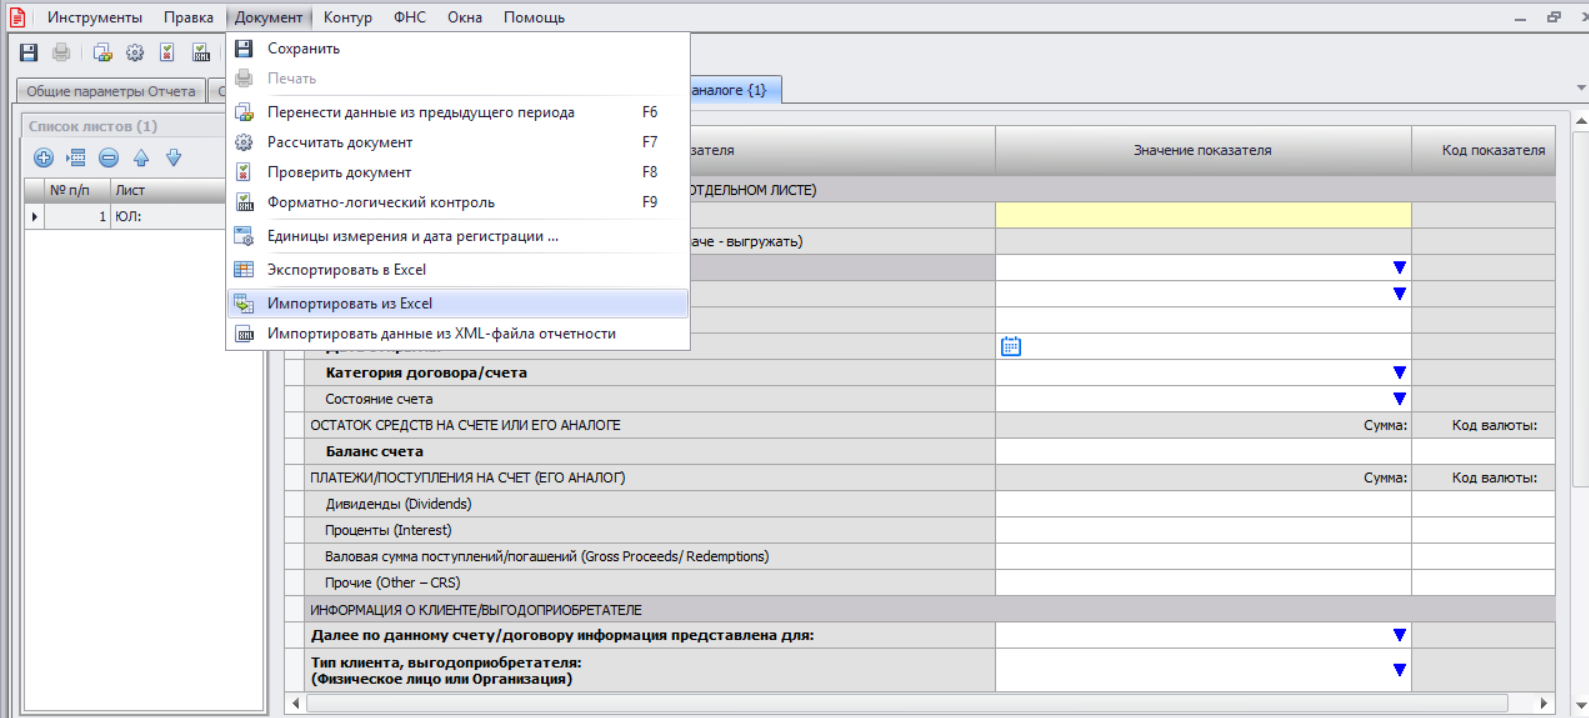 Инструменты Правка Документ Контур ФНС Окна Помощь
Сохранить
Печать
Перенести данные из предыдущего периода F6
Рассчитать документ F7
Проверить документ F8
Форматно-логический контроль F9
Единицы измерения и дата регистрации ...
Экспортировать в Excel
Импортировать из Excel
Импортировать данные из XML-файла отчетности
Общие параметры Отчета
аналоге {1}
Список листов (1)
№ п/п Лист
1 ЮЛ:
зателя Значение показателя Код показателя
ОТДЕЛЬНОМ ЛИСТЕ)
аче - выгружать)
Категория договора/счета
Состояние счета
ОСТАТОК СРЕДСТВ НА СЧЕТЕ ИЛИ ЕГО АНАЛОГЕ Сумма: Код валюты:
Баланс счета
ПЛАТЕЖИ/ПОСТУПЛЕНИЯ НА СЧЕТ (ЕГО АНАЛОГ) Сумма: Код валюты:
Дивиденды (Dividends)
Проценты (Interest)
Валовая сумма поступлений/погашений (Gross Proceeds/ Redemptions)
Прочие (Other – CRS)
ИНФОРМАЦИЯ О КЛИЕНТЕ/ВЫГОДОПРИОБРЕТАТЕЛЕ
Далее по данному счету/договору информация представлена для:
Тип клиента, выгодоприобретателя:
(Физическое лицо или Организация)